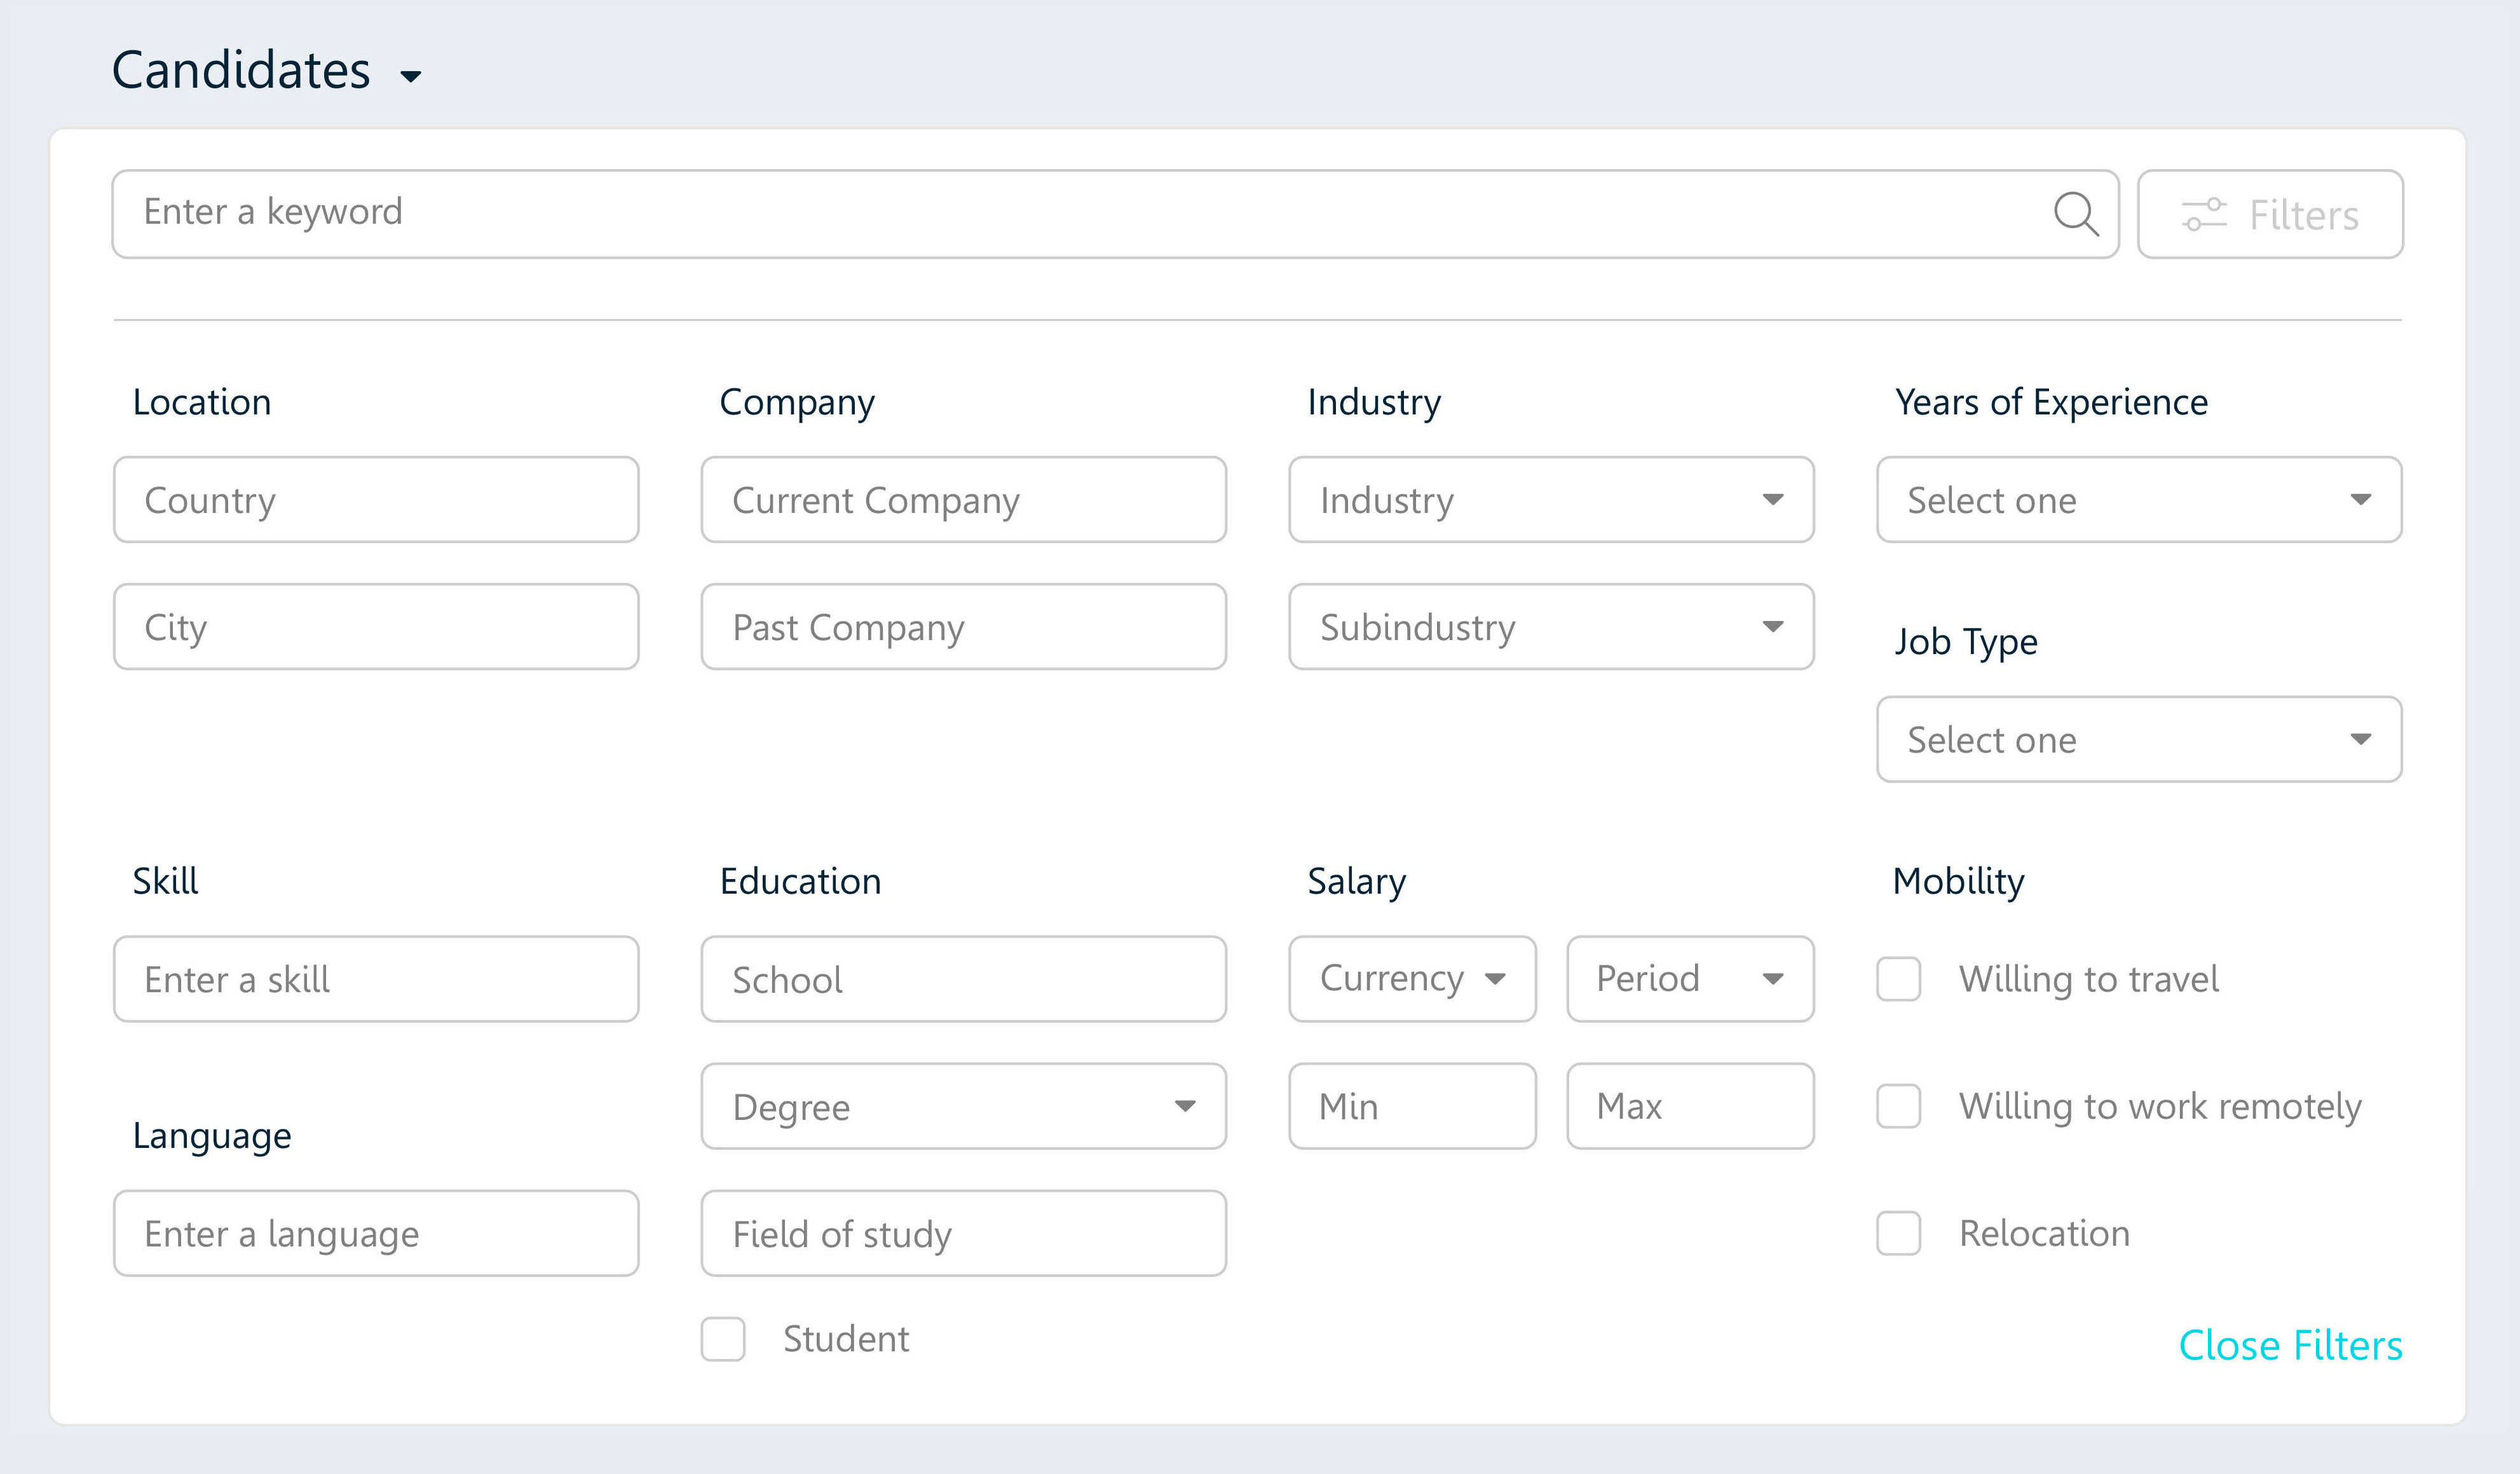 Candidates
Enter a keyword
Filters
Location
Company
Industry
Years of Experience
Country
Current Company
Industry
Select one
City
Past Company
Subindustry
Job Type
Select one
Skill
Education
Salary
Mobility
Enter a skill
School
Currency
Period
Willing to travel
Degree
Min
Max
Willing to work remotely
Language
Enter a language
Field of study
Relocation
Student
Close Filters